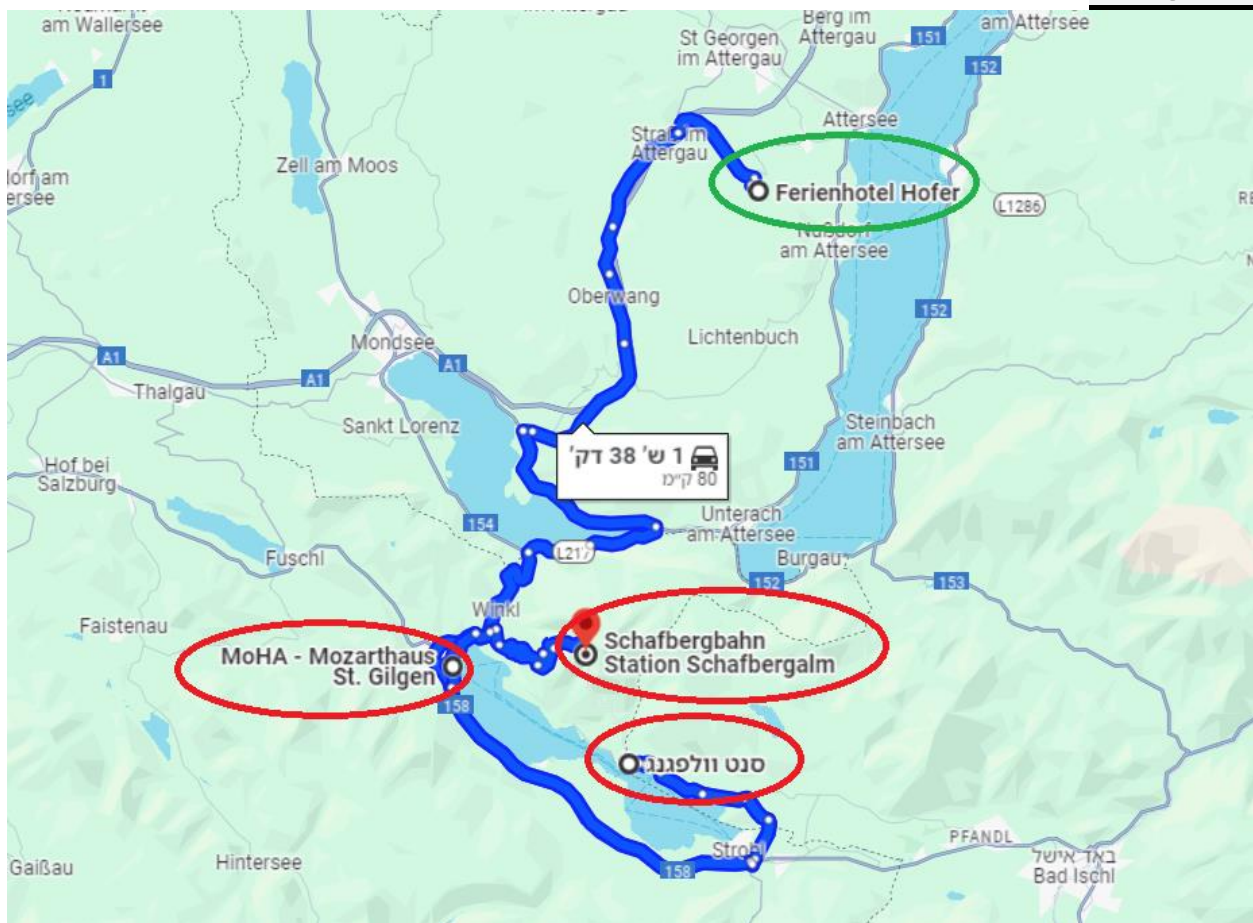 am Wallersee
1
St Georgen
im Attergau
Berg im
Attergau
151
am Attersee
152
Attersee
Straß im
Attergau
Zell am Moos
Ferienhotel Hofer
L1286
Nußdorf
am Attersee
Oberwang
152
Lichtenbuch
Mondsee
A1
A1
Thalgau
Sankt Lorenz
Steinbach
am Attersee
1 ש' 38 דק'
80 ק"מ
151
Hof bei
Salzburg
154
Unterach
am Attersee
L217
Fuschl
Burgau
152
153
Winkl
Faistenau
Schafbergbahn
Station Schafbergalm
MoHA - Mozarthaus
St. Gilgen
158
סנט וולפגנג
Strobl
PFANDL
באד אישל
Bad Ischl
Gaißau
Hintersee
158